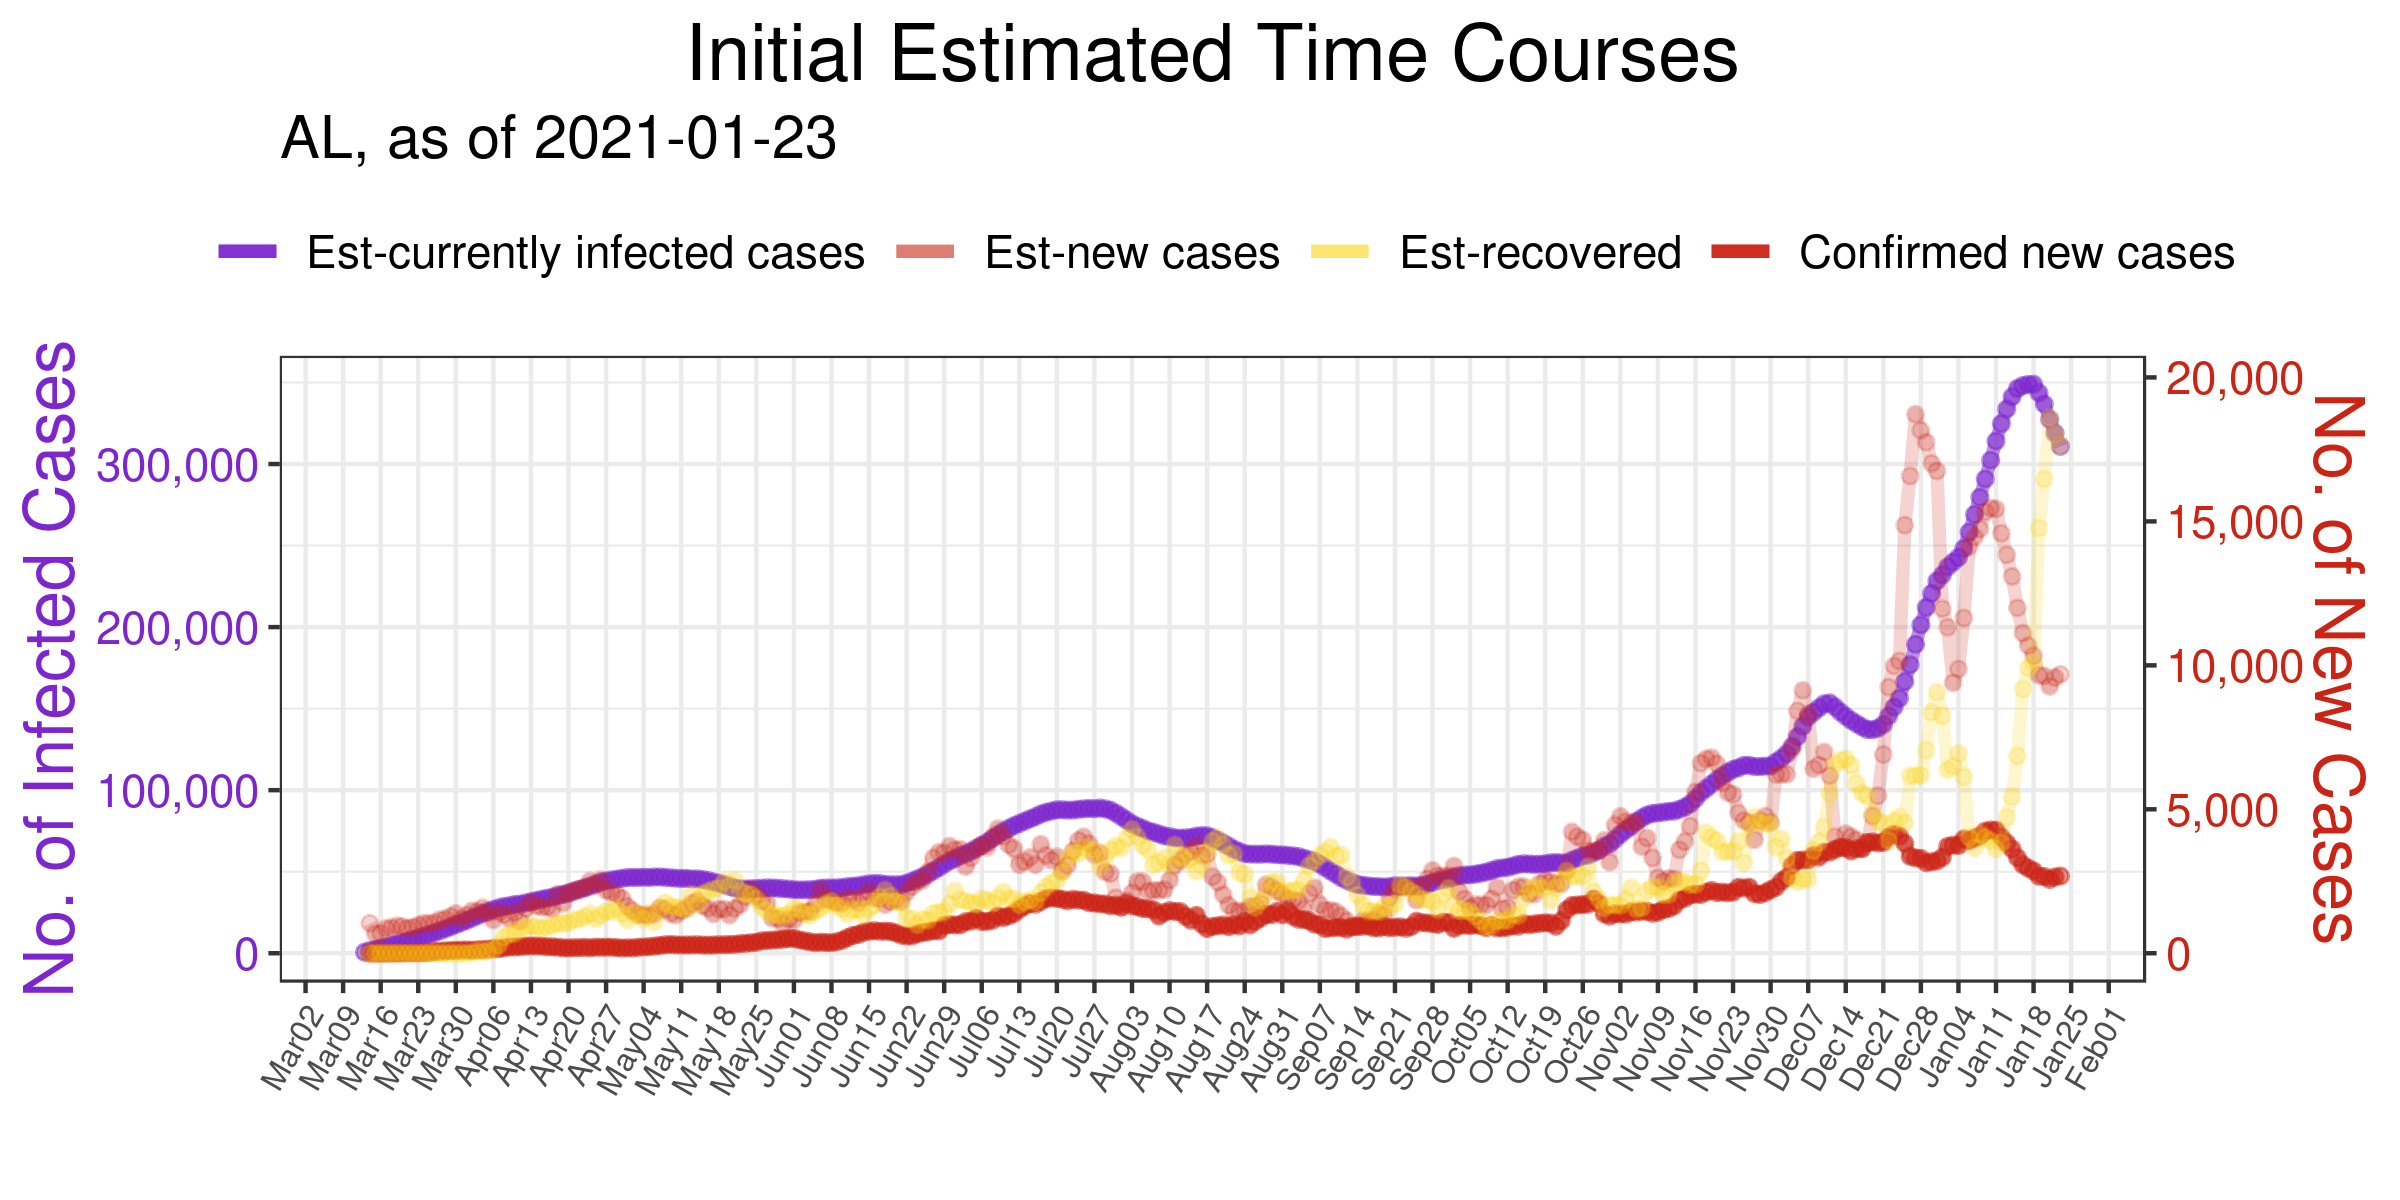 Initial Estimated Time Courses
AL, as of 2021-01-23
Est-currently infected cases Est-new cases Est-recovered Confirmed new cases
No. of Infected Cases
300,000
200,000
100,000
0
20,000
15,000
10,000
5,000
0
No. of New Cases
Mar02 Mar09 Mar16 Mar23 Mar30 Apr06 Apr13 Apr20 Apr27 May04 May11 May18 May25 Jun01 Jun08 Jun15 Jun22 Jun29 Jul06 Jul13 Jul20 Jul27 Aug03 Aug10 Aug17 Aug24 Aug31 Sep07 Sep14 Sep21 Sep28 Oct05 Oct12 Oct19 Oct26 Nov02 Nov09 Nov16 Nov23 Nov30 Dec07 Dec14 Dec21 Dec28 Jan04 Jan11 Jan18 Jan25 Feb01